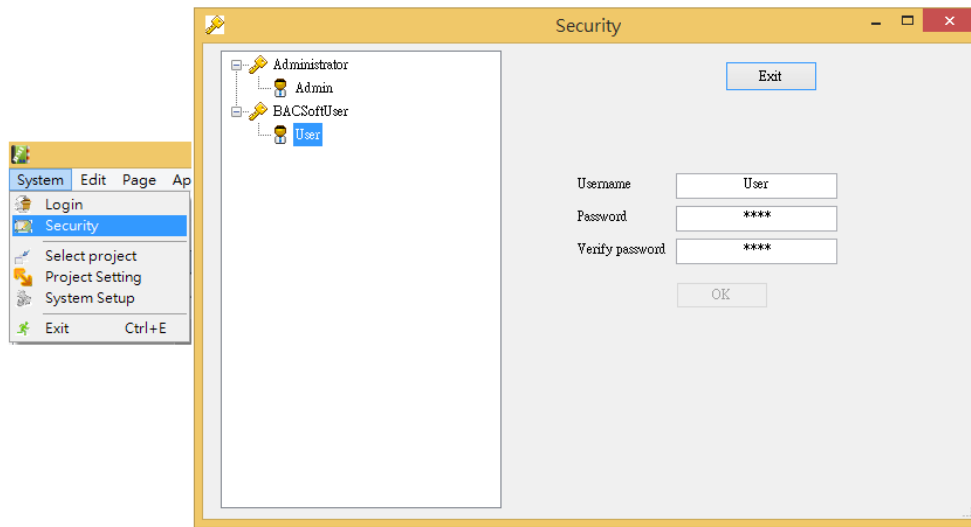 System Edit Page Ap
Login
Security
Select project
Project Setting
System Setup
Exit Ctrl+E
Security
Administrator
Admin
BACSoftUser
User
Exit
Username User
Password ****
Verify password ****
OK